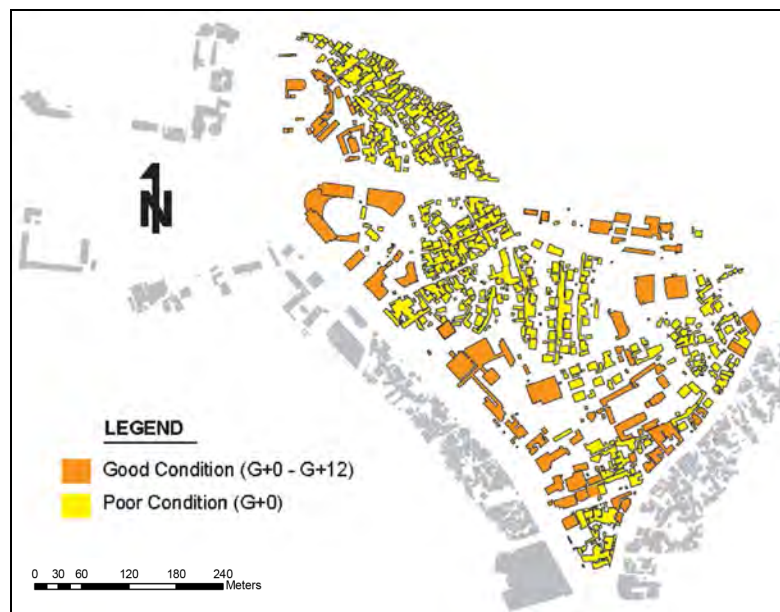 N
LEGEND
Good Condition (G+0 - G+12)
Poor Condition (G+0)
0 30 60 120 180 240
Meters